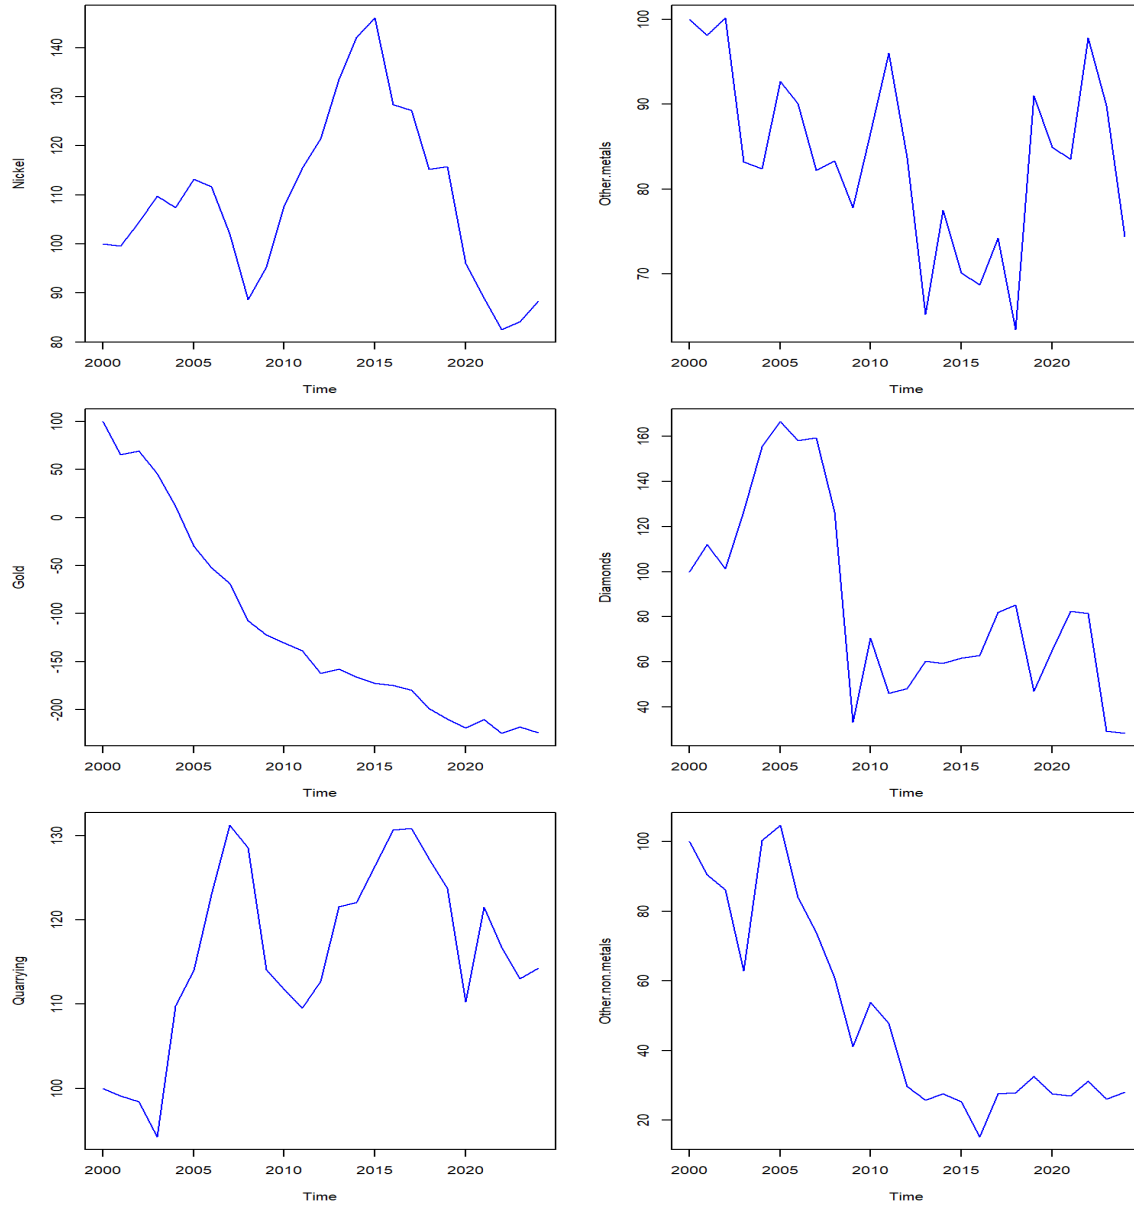 Nickel
80 90 100 110 120 130 140
2000 2005 2010 2015 2020
Time
Other.metals
70 80 90 100
2000 2005 2010 2015 2020
Time
Gold
-200 -150 -100 -50 0 50 100
2000 2005 2010 2015 2020
Time
Diamonds
40 60 80 100 120 140 160
2000 2005 2010 2015 2020
Time
Quarrying
100 110 120 130
2000 2005 2010 2015 2020
Time
Other.non.metals
20 40 60 80 100
2000 2005 2010 2015 2020
Time